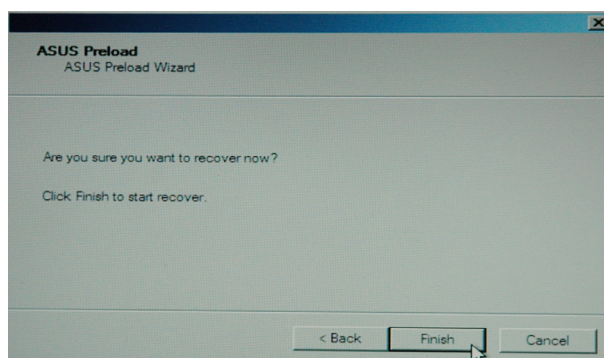 ASUS Preload
ASUS Preload Wizard
Are you sure you want to recover now?
Click Finish to start recover.
< Back
Finish
Cancel